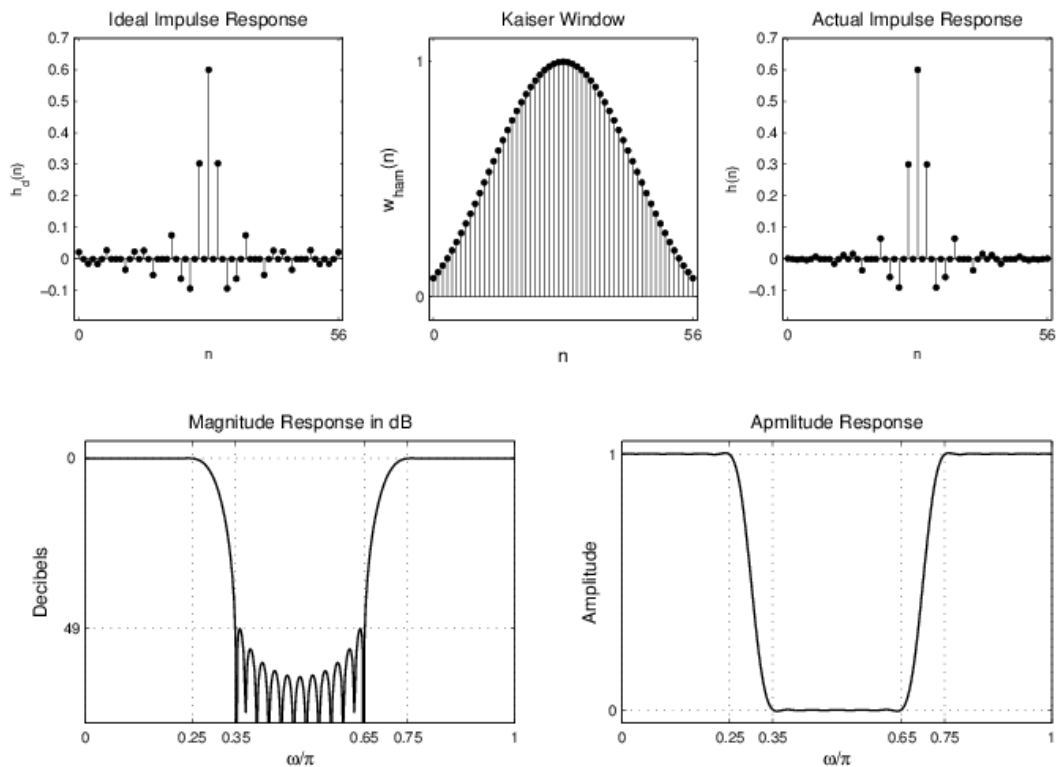 Ideal Impulse Response
0.7
0.6
0.5
0.4
0.3
0.2
0.1
0
−0.1
h_d(n)
0
56
n
Kaiser Window
1
0
w_ham(n)
0
56
n
Actual Impulse Response
0.7
0.6
0.5
0.4
0.3
0.2
0.1
0
−0.1
h(n)
0
56
n
Magnitude Response in dB
0
49
Decibels
0
0.25
0.35
0.65
0.75
1
ω/π
Apmlitude Response
1
0
Amplitude
0
0.25
0.35
0.65
0.75
1
ω/π